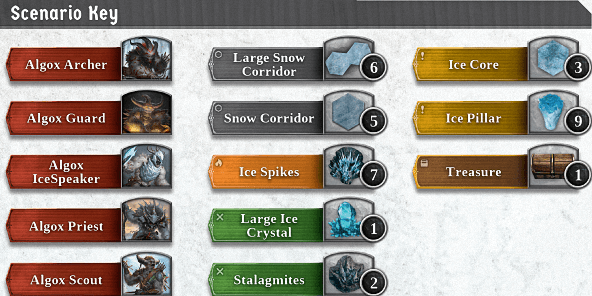 Scenario Key
Algox Archer
Algox Guard
Algox
IceSpeaker
Algox Priest
Algox Scout
Large Snow
Corridor
6
Snow Corridor
5
Ice Spikes
7
Large Ice
Crystal
1
Stalagmites
2
Ice Core
3
Ice Pillar
9
Treasure
1